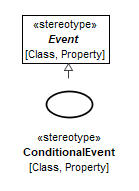 «stereotype»
Event
[Class, Property]
«stereotype»
ConditionalEvent
[Class, Property]